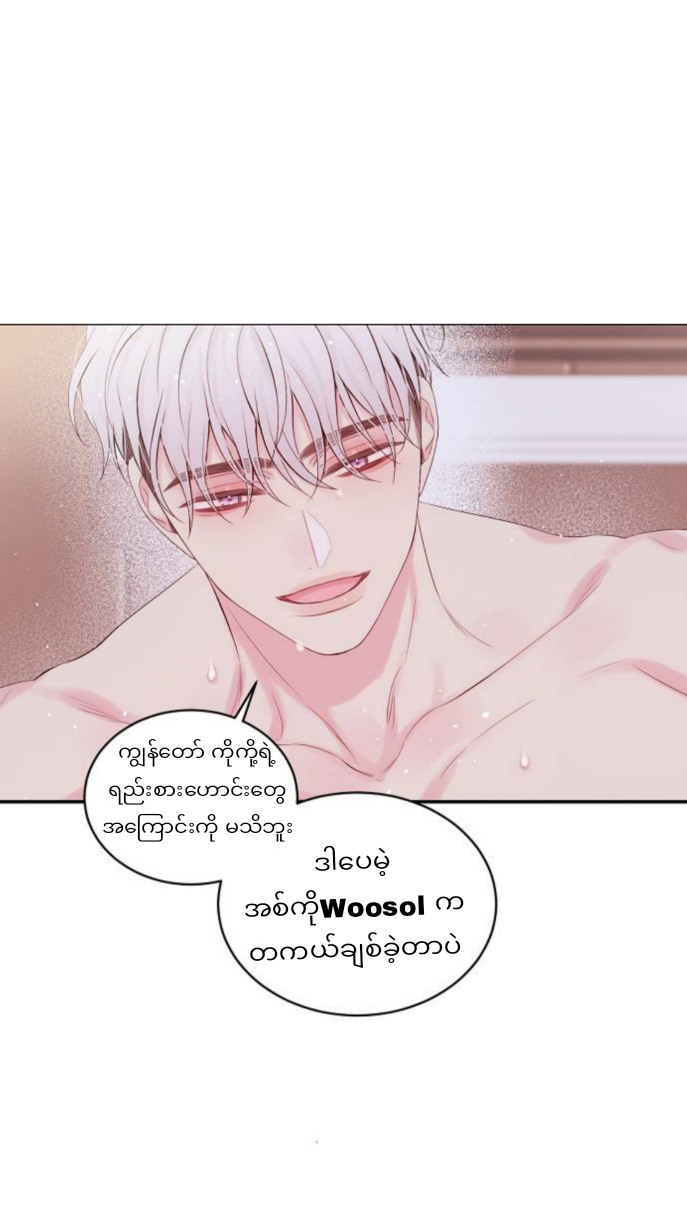 ကျွန်တော် ကိုကို့ရဲ့
ရည်းစားဟောင်းတွေ
အကြောင်းကို မသိဘူး
ဒါပေမဲ့
အစ်ကိုWoosol က
တကယ်ချစ်ခဲ့တာပဲ